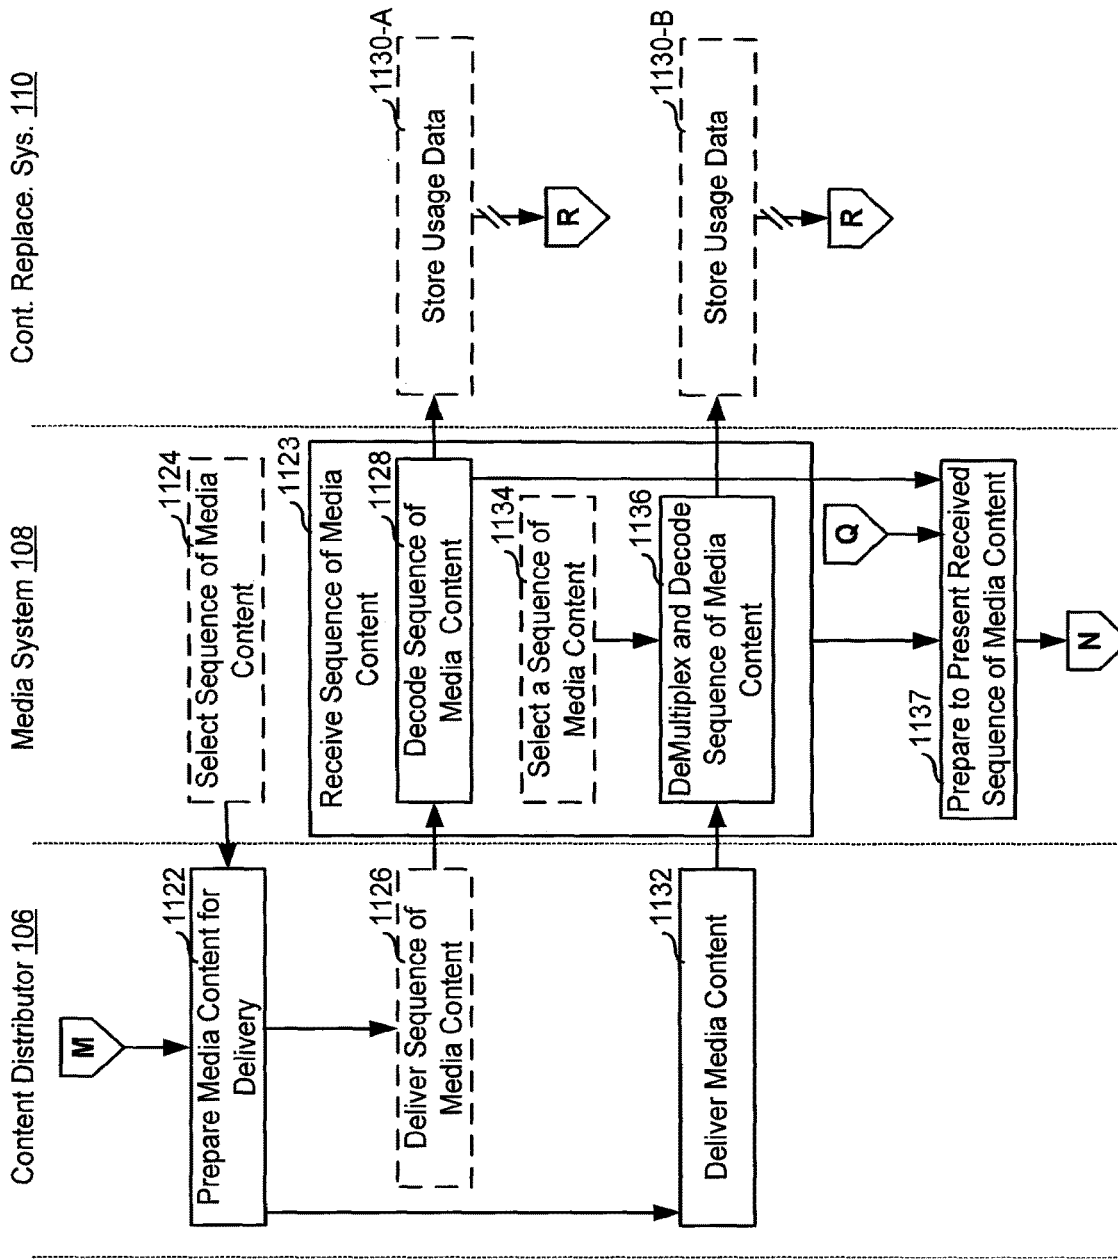 Content Distributor 106
M
1122
Prepare Media Content for
Delivery
1126
Deliver Sequence of
Media Content
1132
Deliver Media Content
Media System 108
1124
Select Sequence of Media
Content
1123
Receive Sequence of Media
Content
1128
Decode Sequence of
Media Content
1134
Select a Sequence of
Media Content
1136
DeMultiplex and Decode
Sequence of Media
Content
Q
1137
Prepare to Present Received
Sequence of Media Content
N
Cont. Replace. Sys. 110
1130-A
Store Usage Data
R
1130-B
Store Usage Data
R